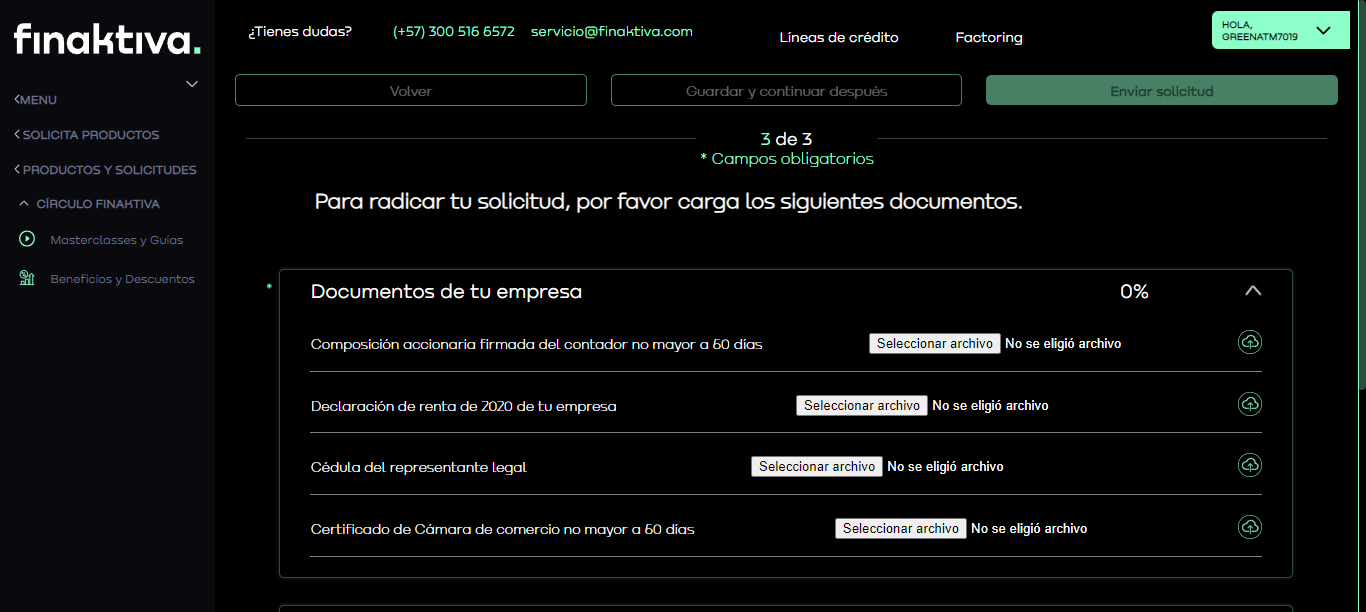 finaktiva.
¿Tienes dudas? (+57) 300 516 6572 servicio@finaktiva.com Líneas de crédito Factoring
HOLA,
GREENATM7019
MENU
SOLICITA PRODUCTOS
PRODUCTOS Y SOLICITUDES
CÍRCULO FINAKTIVA
Masterclasses y Guías
Beneficios y Descuentos
Volver Guardar y continuar después Enviar solicitud
3 de 3
* Campos obligatorios
Para radicar tu solicitud, por favor carga los siguientes documentos.
* Documentos de tu empresa 0%
Composición accionaria firmada del contador no mayor a 60 días Seleccionar archivo No se eligió archivo
Declaración de renta de 2020 de tu empresa Seleccionar archivo No se eligió archivo
Cédula del representante legal Seleccionar archivo No se eligió archivo
Certificado de Cámara de comercio no mayor a 60 días Seleccionar archivo No se eligió archivo